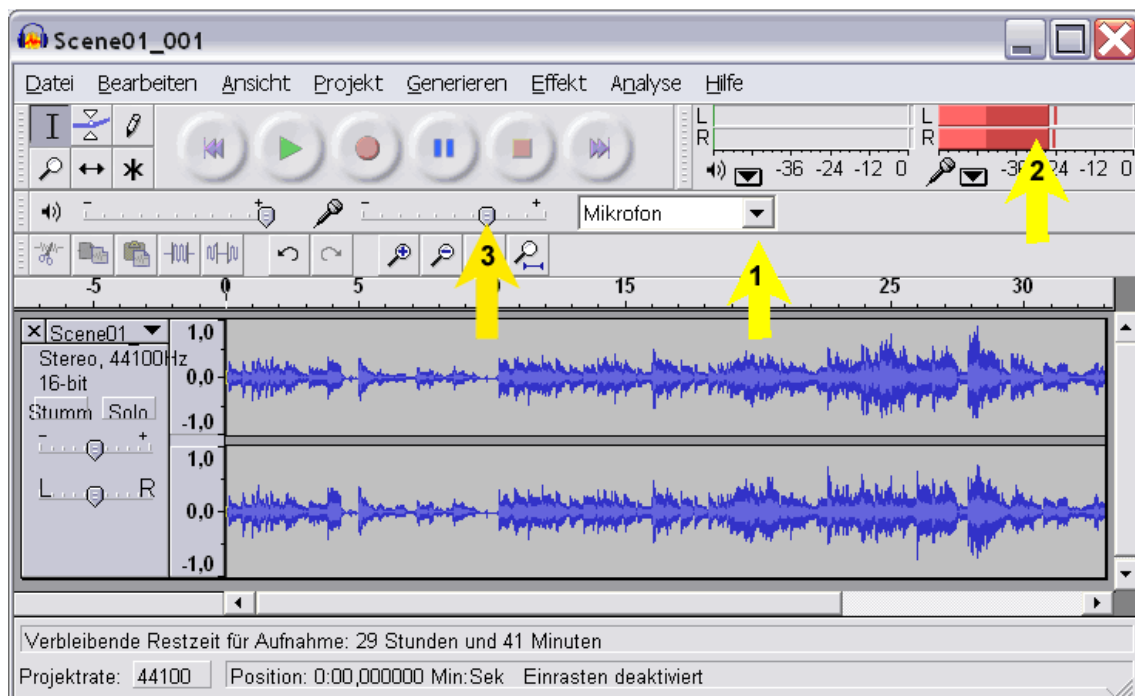 Scene01_001
Datei Bearbeiten Ansicht Projekt Generieren Effekt Analyse Hilfe
L
R
-36 -24 -12 0
L
R
-36 -24 -12 0
2
- +
- +
Mikrofon
3
1
-5 0 5 15 25 30
Scene01_
Stereo, 44100Hz
16-bit
Stumm Solo
- +
L R
1,0
0,0
-1,0
1,0
0,0
-1,0
Verbleibende Restzeit für Aufnahme: 29 Stunden und 41 Minuten
Projektrate: 44100 Position: 0:00,000000 Min:Sek Einrasten deaktiviert